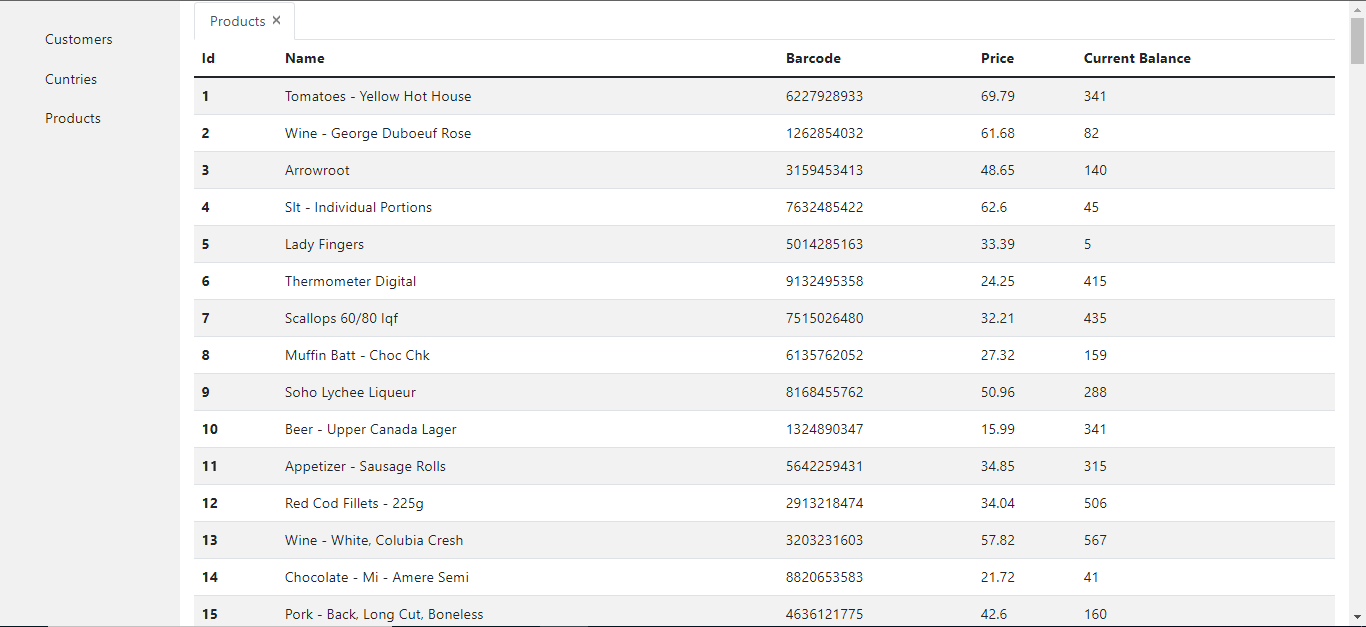 Customers
Cuntries
Products
Products ×
Id Name Barcode Price Current Balance
1 Tomatoes - Yellow Hot House 6227928933 69.79 341
2 Wine - George Duboeuf Rose 1262854032 61.68 82
3 Arrowroot 3159453413 48.65 140
4 Slt - Individual Portions 7632485422 62.6 45
5 Lady Fingers 5014285163 33.39 5
6 Thermometer Digital 9132495358 24.25 415
7 Scallops 60/80 Iqf 7515026480 32.21 435
8 Muffin Batt - Choc Chk 6135762052 27.32 159
9 Soho Lychee Liqueur 8168455762 50.96 288
10 Beer - Upper Canada Lager 1324890347 15.99 341
11 Appetizer - Sausage Rolls 5642259431 34.85 315
12 Red Cod Fillets - 225g 2913218474 34.04 506
13 Wine - White, Colubia Cresh 3203231603 57.82 567
14 Chocolate - Mi - Amere Semi 8820653583 21.72 41
15 Pork - Back, Long Cut, Boneless 4636121775 42.6 160